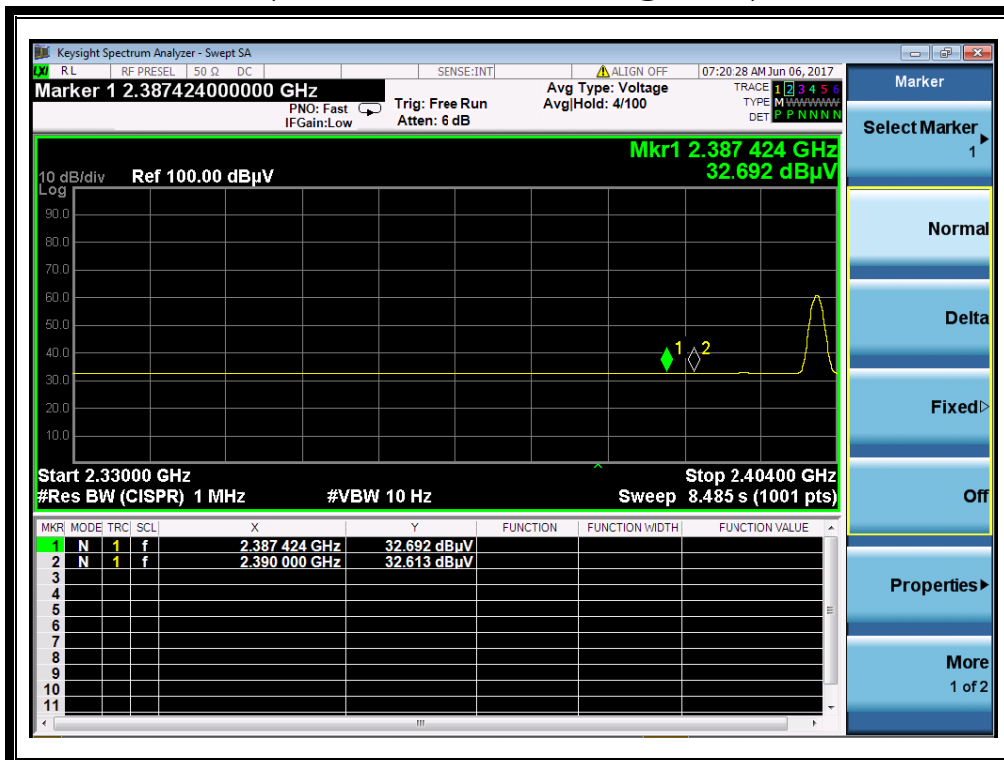 Keysight Spectrum Analyzer - Swept SA
LXI RL RF PRESEL 50 Ω DC SENSE:INT ALIGN OFF 07:20:28 AM Jun 06, 2017
Marker 1 2.387424000000 GHz
PNO: Fast
IFGain:Low
Trig: Free Run
Atten: 6 dB
Avg Type: Voltage
Avg|Hold: 4/100
TRACE 1 2 3 4 5 6
TYPE M WWWWW
DET P P N N N N
Mkr1 2.387 424 GHz
32.692 dBµV
10 dB/div Ref 100.00 dBµV
Log
90.0
80.0
70.0
60.0
50.0
40.0
30.0
20.0
10.0
1
2
Start 2.33000 GHz Stop 2.40400 GHz
#Res BW (CISPR) 1 MHz #VBW 10 Hz Sweep 8.485 s (1001 pts)
MKR MODE TRC SCL X Y FUNCTION FUNCTION WIDTH FUNCTION VALUE
1 N 1 f 2.387 424 GHz 32.692 dBµV
2 N 1 f 2.390 000 GHz 32.613 dBµV
3
4
5
6
7
8
9
10
11
Marker
Select Marker
1
Normal
Delta
Fixed
Off
Properties
More
1 of 2